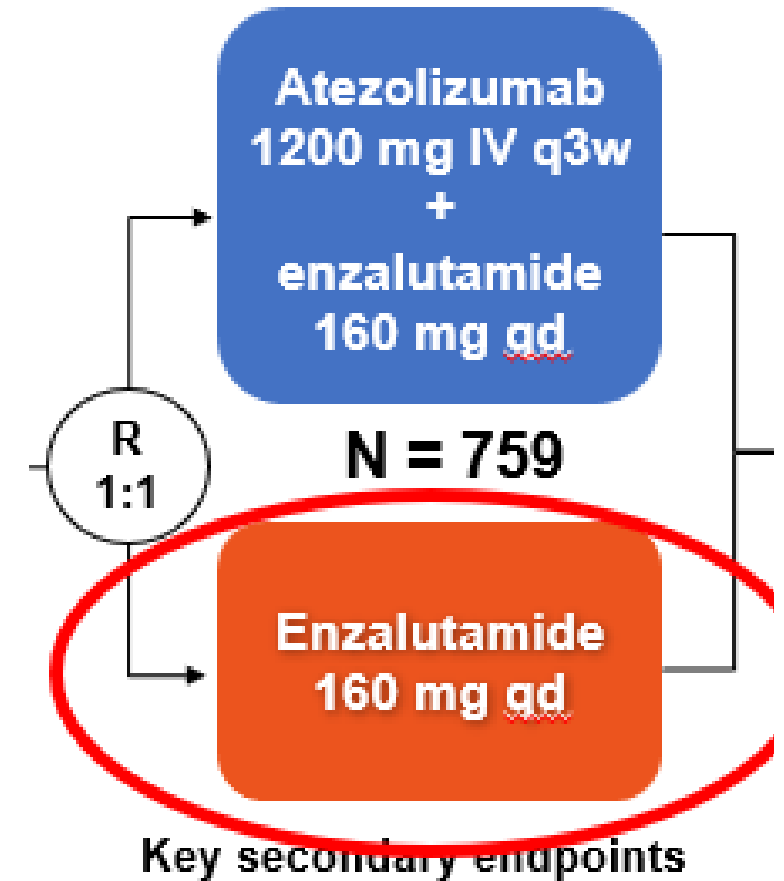 Atezolizumab
1200 mg IV q3w
+
enzalutamide
160 mg qd
R
1:1
N = 759
Enzalutamide
160 mg qd
Key secondary endpoints